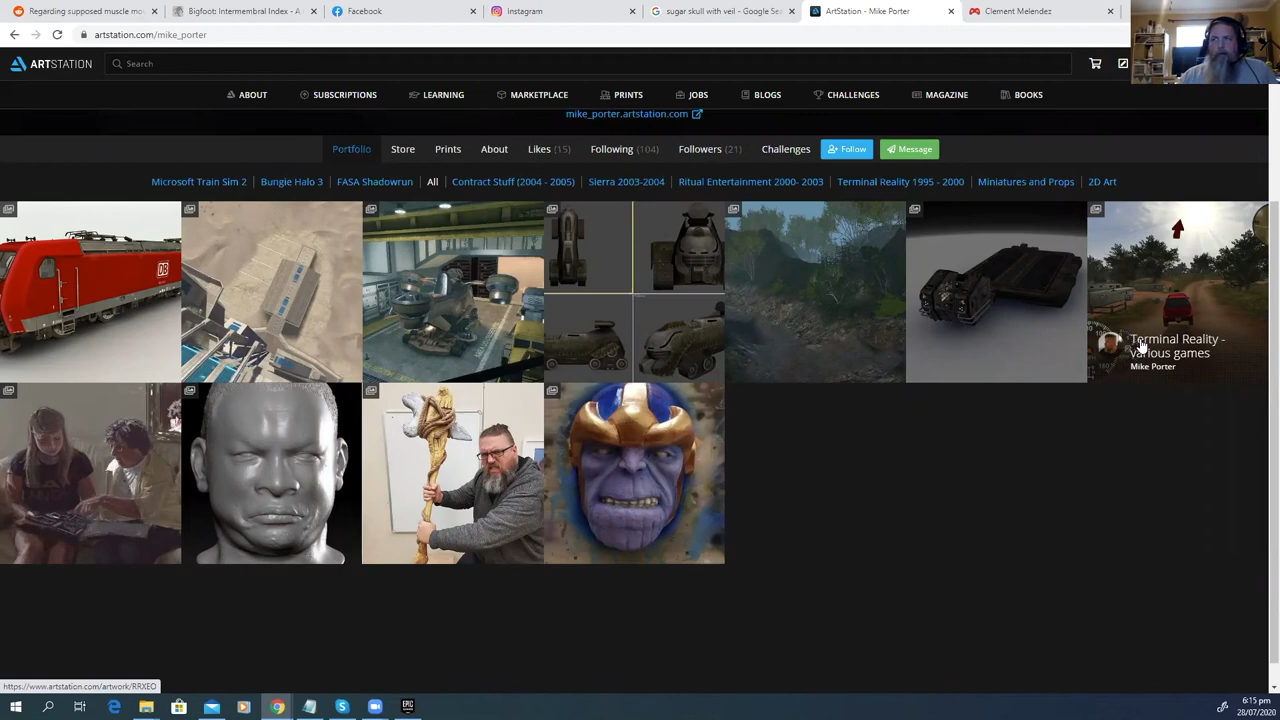 Regarding supposed muscle mov
Bigfoot: Intermembral Index - A
Facebook
Instagram
sugar skull with veil - Google Sea
ArtStation - Mike Porter
Clement Melendez
artstation.com/mike_porter
ARTSTATION
Search
ABOUT
SUBSCRIPTIONS
LEARNING
MARKETPLACE
PRINTS
JOBS
BLOGS
CHALLENGES
MAGAZINE
BOOKS
mike_porter.artstation.com
Portfolio
Store
Prints
About
Likes (15)
Following (104)
Followers (21)
Challenges
Follow
Message
Microsoft Train Sim 2
Bungie Halo 3
FASA Shadowrun
All
Contract Stuff (2004 - 2005)
Sierra 2003-2004
Ritual Entertainment 2000- 2003
Terminal Reality 1995 - 2000
Miniatures and Props
2D Art
DB
Terminal Reality -
various games
Mike Porter
https://www.artstation.com/artwork/RRXEO
EPIC
6:15 pm
28/07/2020